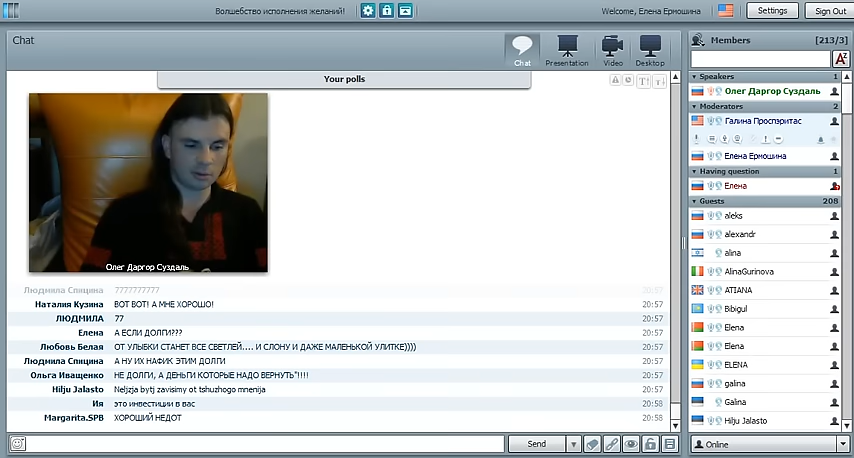 Волшебство исполнения желаний!
Welcome, Елена Ермошина
Settings
Sign Out
Chat
Chat
Presentation
Video
Desktop
Your polls
Олег Даргор Суздаль
Людмила Спицина 7777777777 20:57
Наталия Кузина ВОТ ВОТ! А МНЕ ХОРОШО! 20:57
ЛЮДМИЛА 77 20:57
Елена А ЕСЛИ ДОЛГИ??? 20:57
Любовь Белая ОТ УЛЫБКИ СТАНЕТ ВСЕ СВЕТЛЕЙ.... И СЛОНУ И ДАЖЕ МАЛЕНЬКОЙ УЛИТКЕ)))) 20:57
Людмила Спицина А НУ ИХ НАФИК ЭТИМ ДОЛГИ 20:57
Ольга Иващенко НЕ ДОЛГИ, А ДЕНЬГИ КОТОРЫЕ НАДО ВЕРНУТЬ"!!!! 20:57
Hilju Jalasto Neljzja bytj zavisimy ot tshuzhogo mnenija 20:57
Ия это инвестиции в вас 20:58
Margarita.SPB ХОРОШИЙ НЕДОТ 20:58
Send
Members [213/3]
Speakers 1
Олег Даргор Суздаль
Moderators 2
Галина Проспэритас
Елена Ермошина
Having question 1
Елена
Guests 208
aleks
alexandr
alina
AlinaGurinova
ATIANA
Bibigul
Elena
Elena
ELENA
galina
Galina
Hilju Jalasto
Online